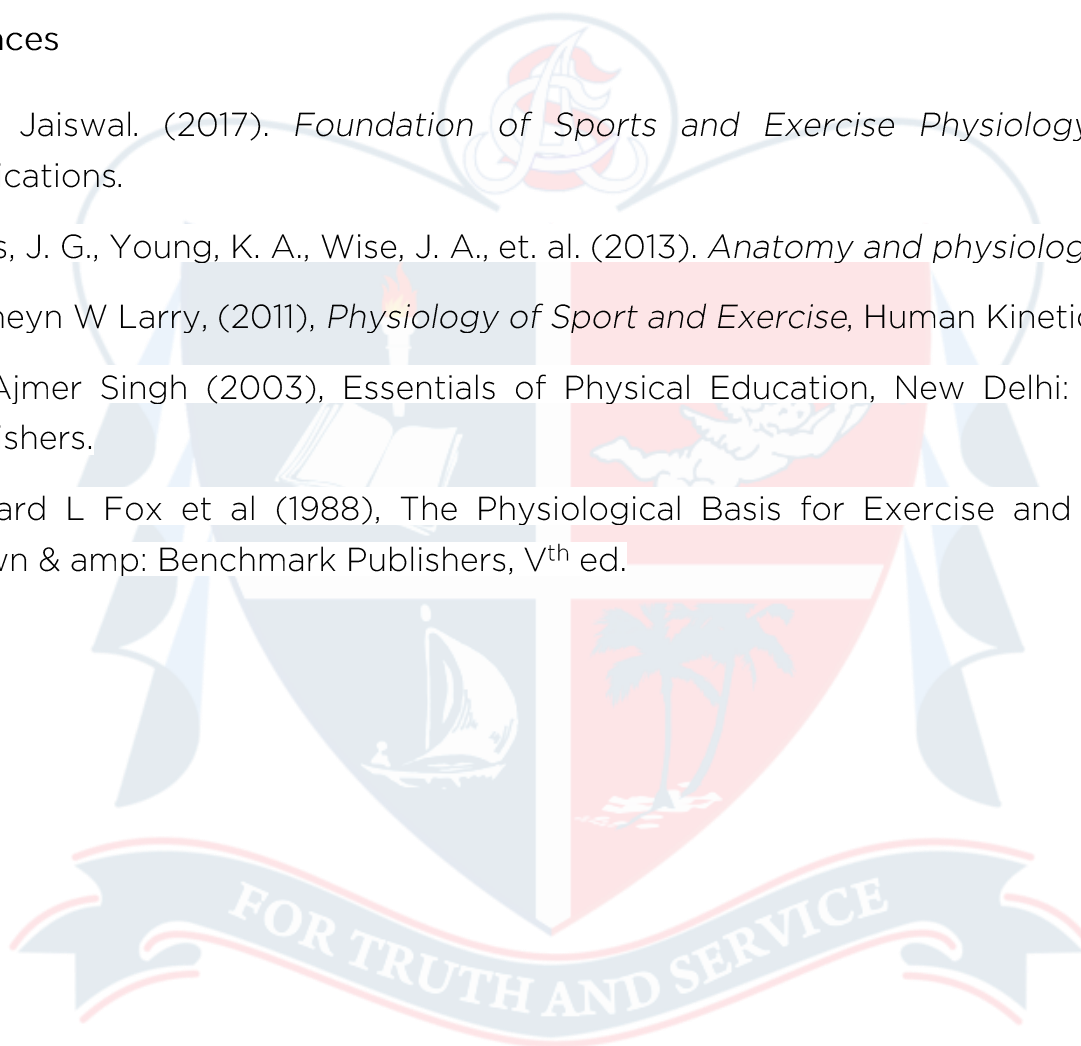 nces
Jaiswal. (2017). Foundation of Sports and Exercise Physiology
ications.
s, J. G., Young, K. A., Wise, J. A., et. al. (2013). Anatomy and physiolog
neyn W Larry, (2011), Physiology of Sport and Exercise, Human Kinetic
Ajmer Singh (2003), Essentials of Physical Education, New Delhi:
ishers.
ard L Fox et al (1988), The Physiological Basis for Exercise and
wn & amp: Benchmark Publishers, Vth ed.
FOR TRUTH AND SERVICE